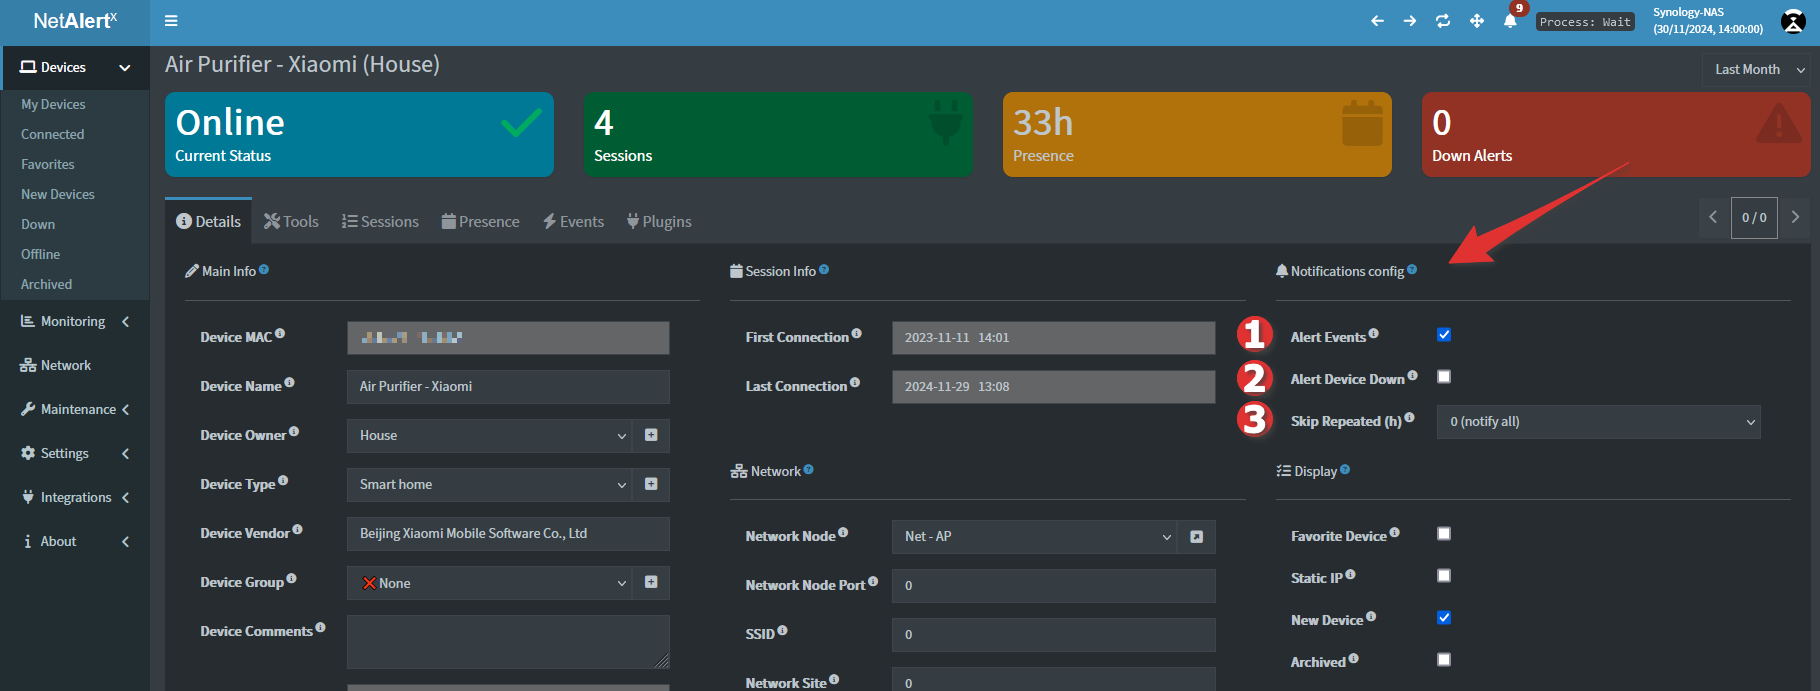 NetAlertX
9
Process: Wait
Synology-NAS
(30/11/2024, 14:00:00)
Devices
My Devices
Connected
Favorites
New Devices
Down
Offline
Archived
Monitoring
Network
Maintenance
Settings
Integrations
About
Air Purifier - Xiaomi (House)
Last Month
Online
Current Status
4
Sessions
33h
Presence
0
Down Alerts
Details
Tools
Sessions
Presence
Events
Plugins
0 / 0
Main Info
Device MAC
Device Name
Air Purifier - Xiaomi
Device Owner
House
Device Type
Smart home
Device Vendor
Beijing Xiaomi Mobile Software Co., Ltd
Device Group
None
Device Comments
Session Info
First Connection
2023-11-11 14:01
Last Connection
2024-11-29 13:08
Network
Network Node
Net - AP
Network Node Port
0
SSID
0
Network Site
0
Notifications config
1
Alert Events
2
Alert Device Down
3
Skip Repeated (h)
0 (notify all)
Display
Favorite Device
Static IP
New Device
Archived